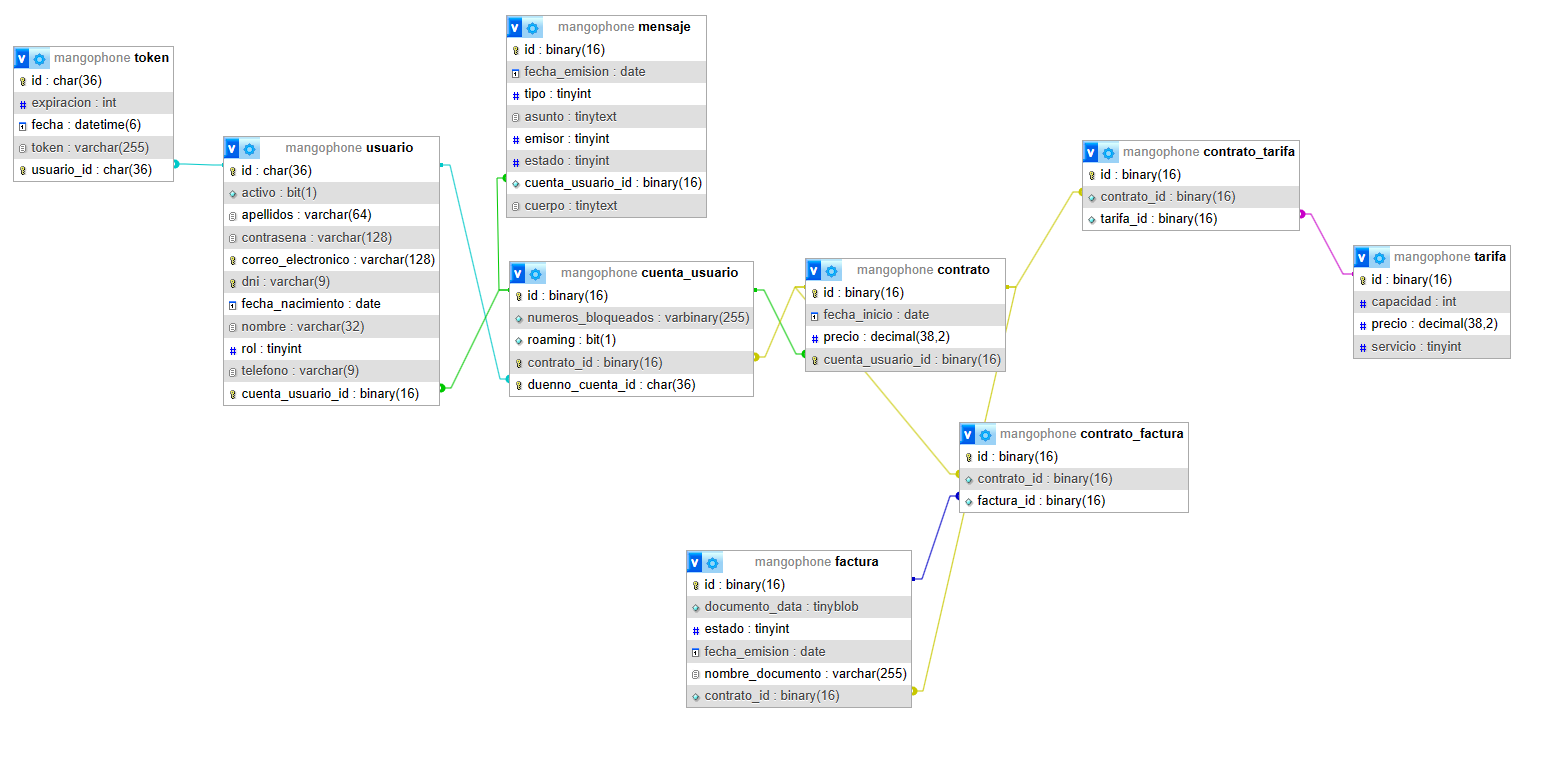 mangophone token
id : char(36)
expiracion : int
fecha : datetime(6)
token : varchar(255)
usuario_id : char(36)
v mangophone usuario
id : char(36)
activo : bit(1)
apellidos : varchar(64)
contrasena : varchar(128)
correo_electronico : varchar(128)
dni : varchar(9)
fecha_nacimiento : date
nombre : varchar(32)
# rol : tinyint
telefono : varchar(9)
cuenta_usuario_id : binary(16)
v mangophone mensaje
id : binary(16)
fecha_emision : date
# tipo : tinyint
asunto : tinytext
# emisor : tinyint
# estado : tinyint
cuenta_usuario_id : binary(16)
cuerpo : tinytext
v mangophone cuenta_usuario
id : binary(16)
numeros_bloqueados : varbinary(255)
roaming : bit(1)
contrato_id : binary(16)
duenno_cuenta_id : char(36)
v mangophone contrato
id : binary(16)
fecha_inicio : date
# precio : decimal(38,2)
cuenta_usuario_id : binary(16)
v mangophone contrato_tarifa
id : binary(16)
contrato_id : binary(16)
tarifa_id : binary(16)
v mangophone tarifa
id : binary(16)
# capacidad : int
# precio : decimal(38,2)
# servicio : tinyint
v mangophone contrato_factura
id : binary(16)
contrato_id : binary(16)
factura_id : binary(16)
v mangophone factura
id : binary(16)
documento_data : tinyblob
# estado : tinyint
fecha_emision : date
nombre_documento : varchar(255)
contrato_id : binary(16)